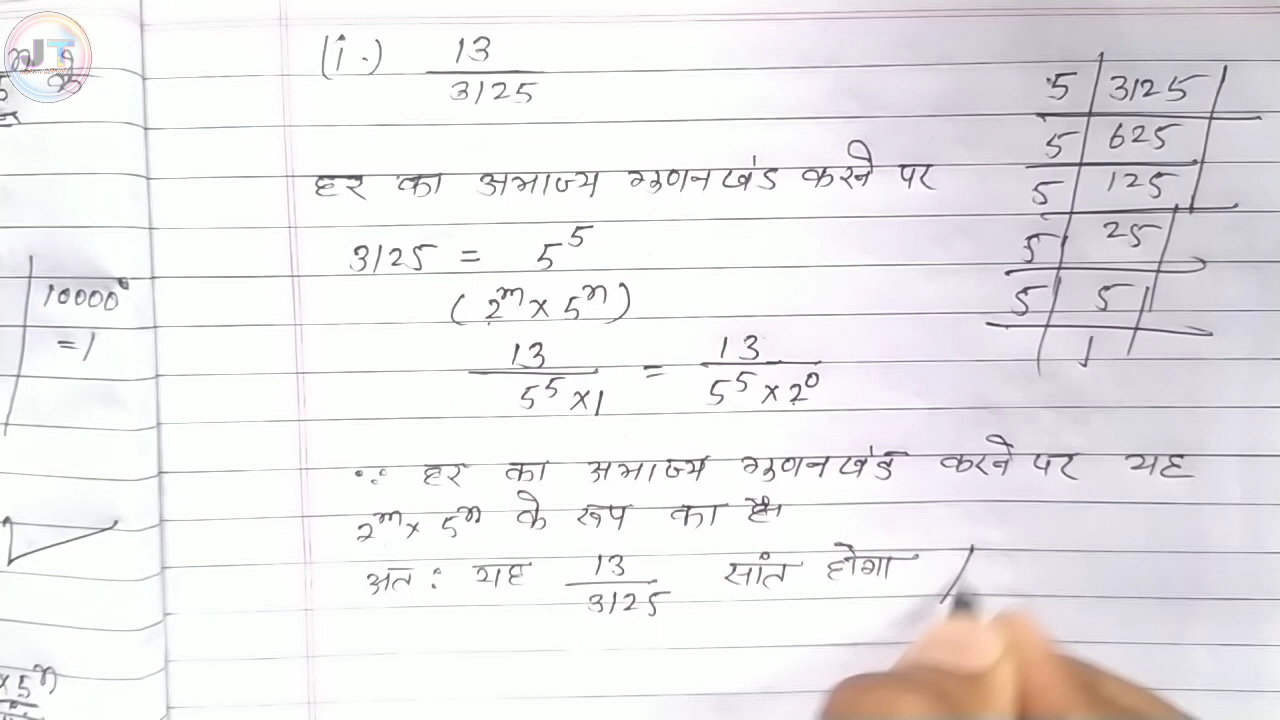 JT
(i.) 13/3125
हर का अभाज्य गुणनखंड करने पर
3125 = 5^5
(2^m × 5^n)
13/(5^5 × 1) = 13/(5^5 × 2^0)
∵ हर का अभाज्य गुणनखंड करने पर यह
2^m × 5^n के रूप का है।
अतः यह 13/3125 सांत होगा
5 | 3125
5 | 625
5 | 125
5 | 25
5 | 5
1
10000°
= 1
× 5^n